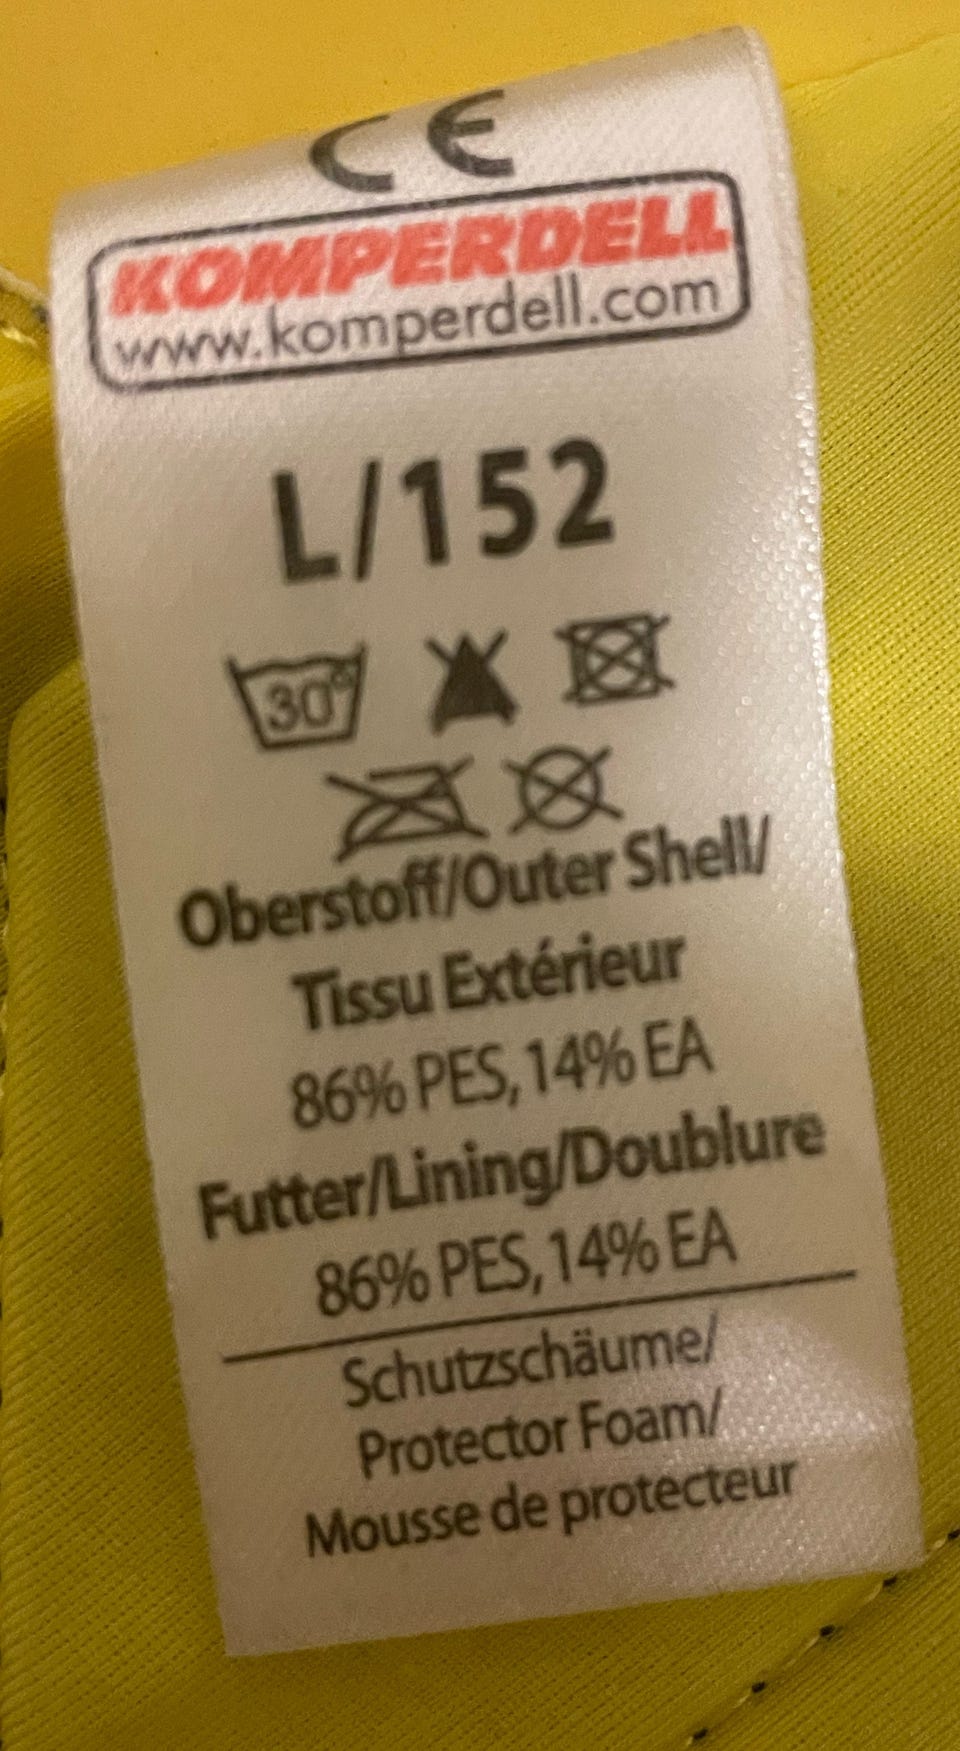 CE
KOMPERDELL
www.komperdell.com
L/152
30°
Oberstoff/Outer Shell/
Tissu Extérieur
86% PES, 14% EA
Futter/Lining/Doublure
86% PES, 14% EA
Schutzschäume/
Protector Foam/
Mousse de protecteur